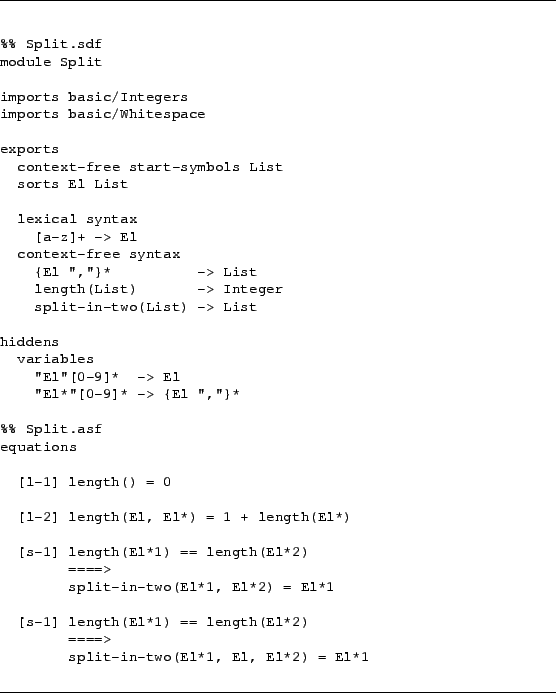 %% Split.sdf
module Split
imports basic/Integers
imports basic/Whitespace
exports
  context-free start-symbols List
  sorts El List
  lexical syntax
    [a-z]+ -> El
  context-free syntax
    {El ","}*          -> List
    length(List)       -> Integer
    split-in-two(List) -> List
hiddens
  variables
    "El"[0-9]*  -> El
    "El*"[0-9]* -> {El ","}*
%% Split.asf
equations
  [l-1] length() = 0
  [l-2] length(El, El*) = 1 + length(El*)
  [s-1] length(El*1) == length(El*2)
        ====>
        split-in-two(El*1, El*2) = El*1
  [s-1] length(El*1) == length(El*2)
        ====>
        split-in-two(El*1, El, El*2) = El*1